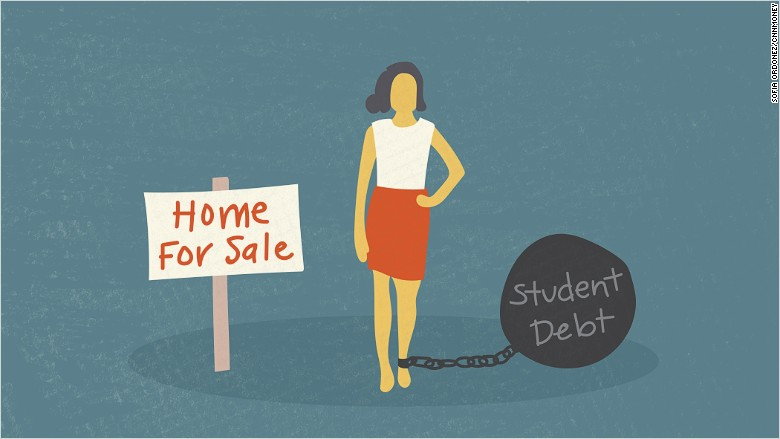 Home
For Sale
Student
Debt
SOFIA ORDONEZ/CNNMONEY